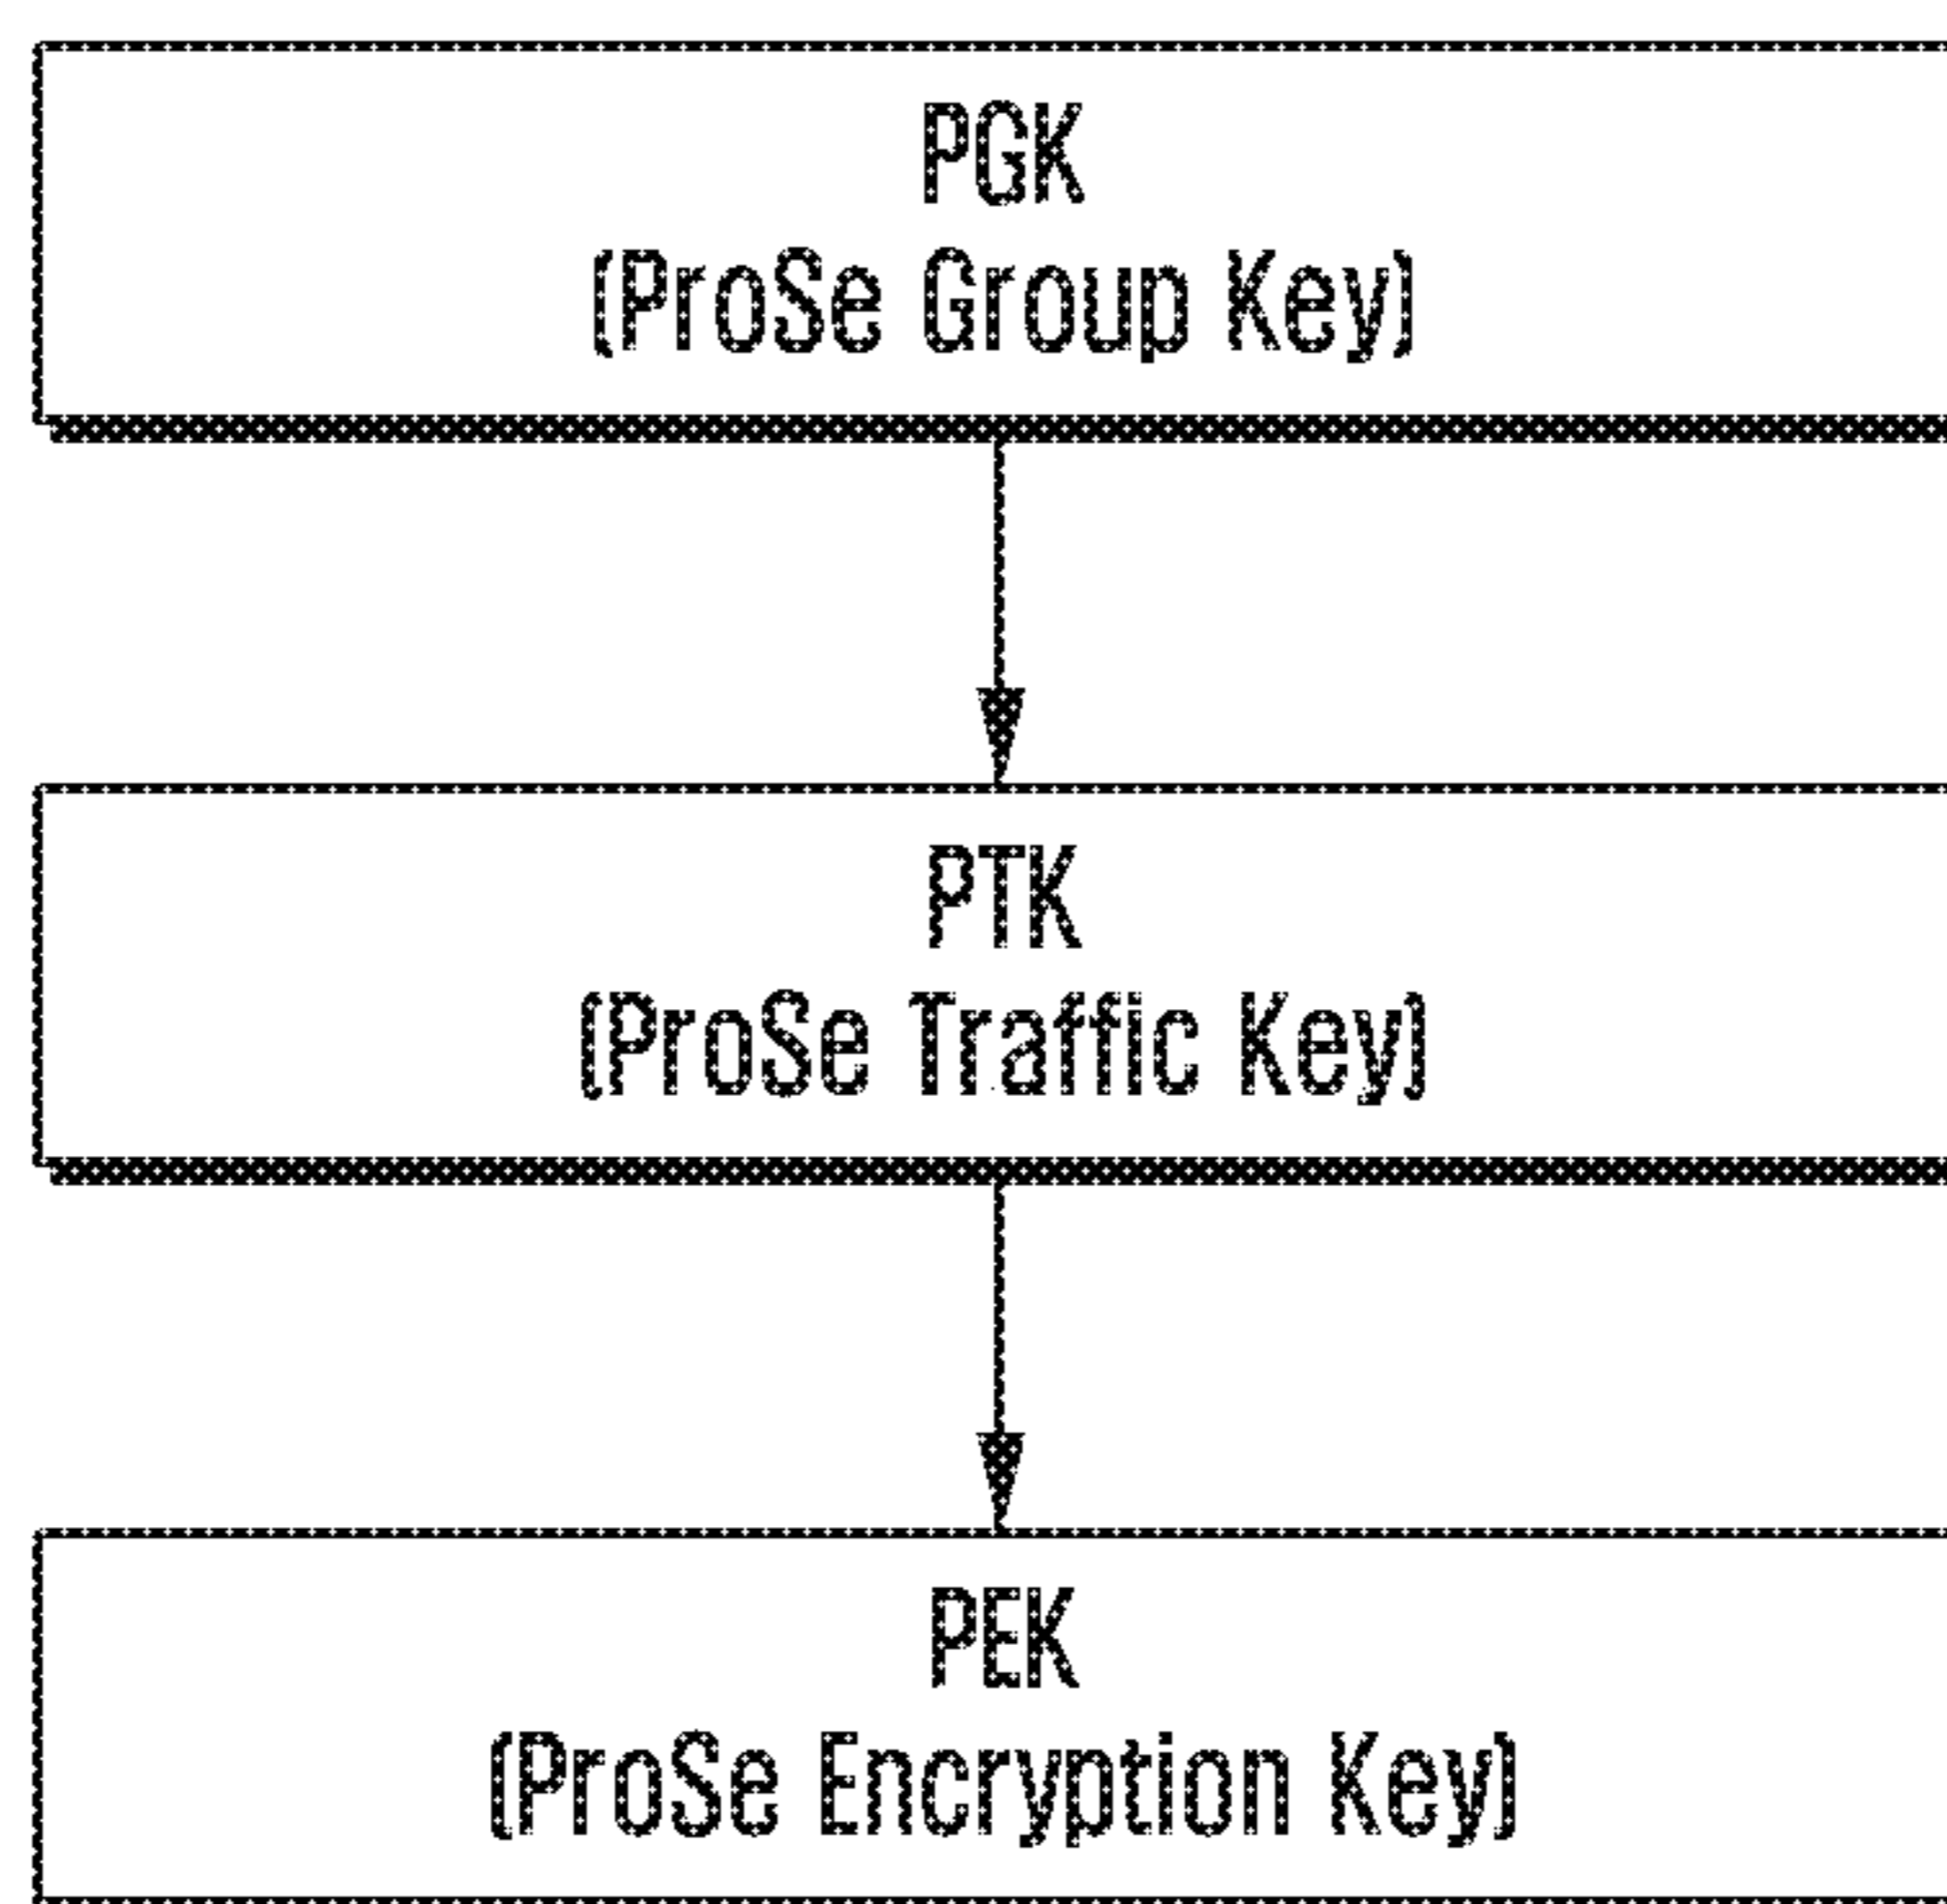 PGK
(ProSe Group Key)
PTK
(ProSe Traffic Key)
PEK
(ProSe Encryption Key)